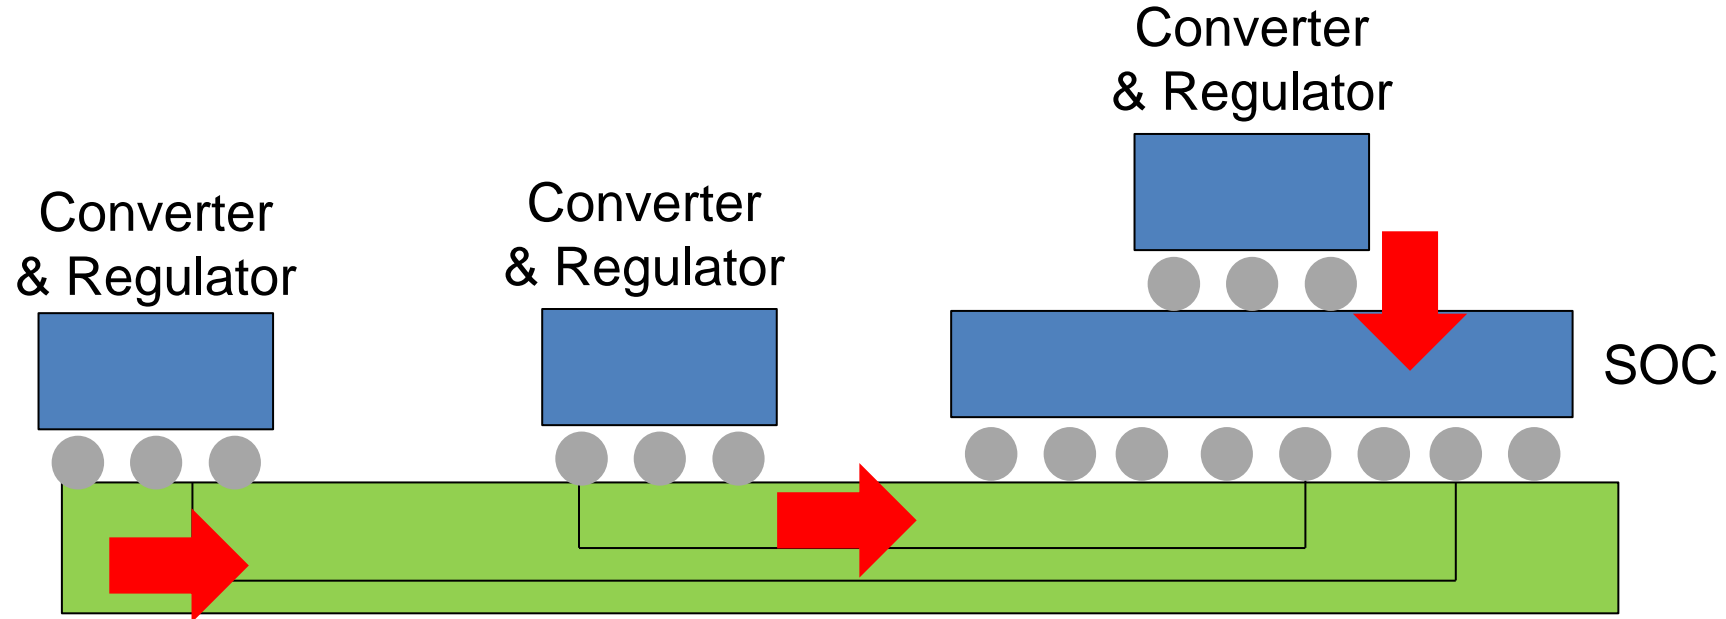 Converter
& Regulator
Converter
& Regulator
Converter
& Regulator
SOC